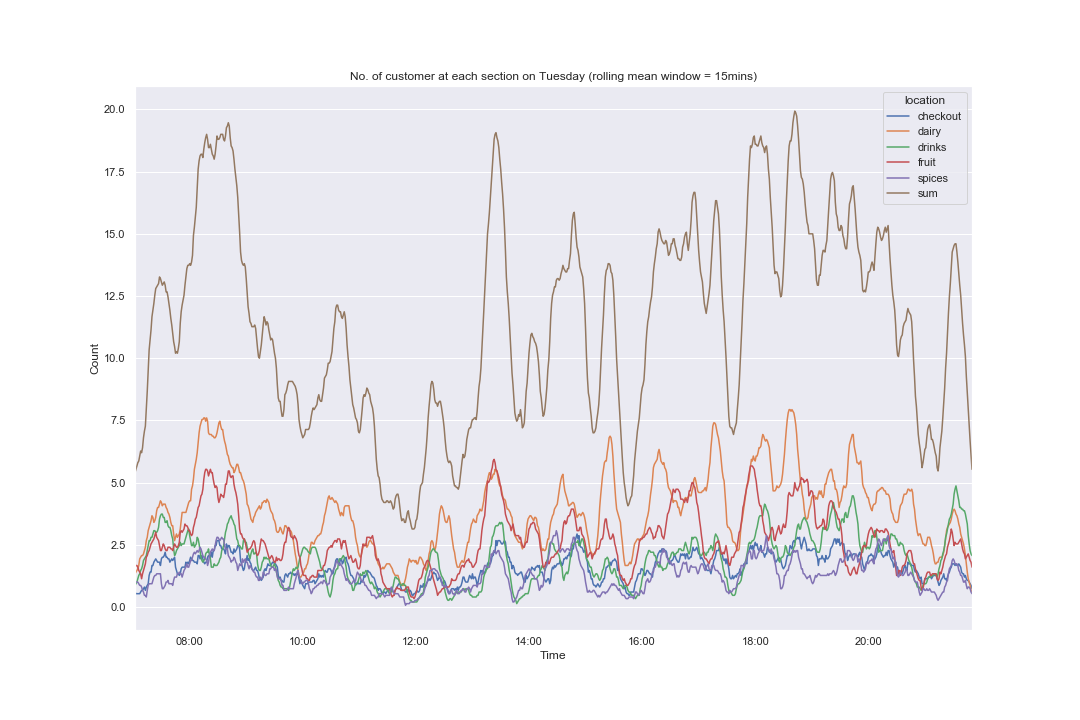 No. of customer at each section on Tuesday (rolling mean window = 15mins)
location
checkout
dairy
drinks
fruit
spices
sum
Count
20.0
17.5
15.0
12.5
10.0
7.5
5.0
2.5
0.0
08:00 10:00 12:00 14:00 16:00 18:00 20:00
Time